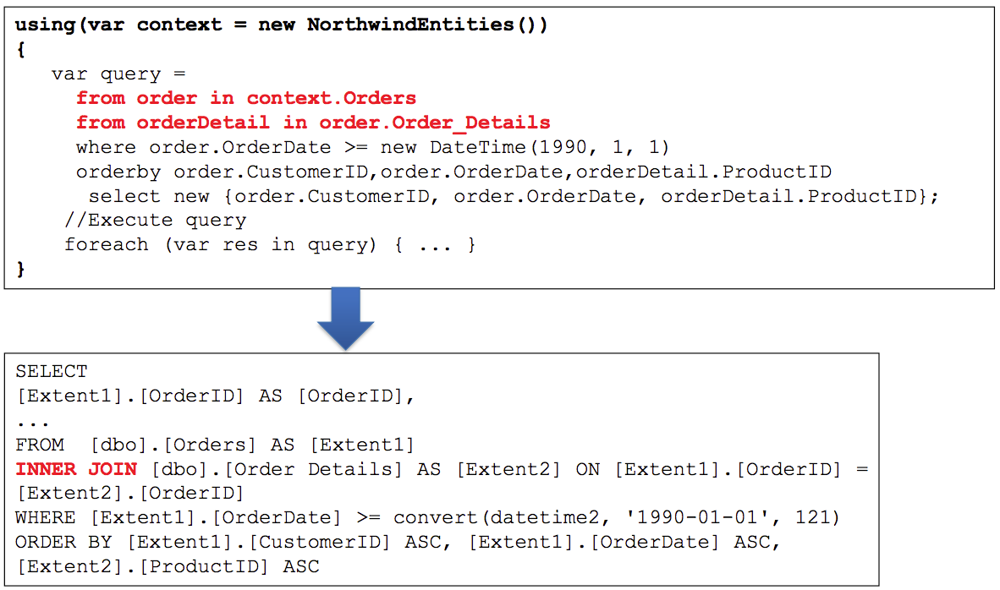 using(var context = new NorthwindEntities())
{
var query =
from order in context.Orders
from orderDetail in order.Order_Details
where order.OrderDate >= new DateTime(1990, 1, 1)
orderby order.CustomerID,order.OrderDate,orderDetail.ProductID
select new {order.CustomerID, order.OrderDate, orderDetail.ProductID};
//Execute query
foreach (var res in query) { ... }
}
SELECT
[Extent1].[OrderID] AS [OrderID],
...
FROM [dbo].[Orders] AS [Extent1]
INNER JOIN [dbo].[Order Details] AS [Extent2] ON [Extent1].[OrderID] =
[Extent2].[OrderID]
WHERE [Extent1].[OrderDate] >= convert(datetime2, '1990-01-01', 121)
ORDER BY [Extent1].[CustomerID] ASC, [Extent1].[OrderDate] ASC,
[Extent2].[ProductID] ASC